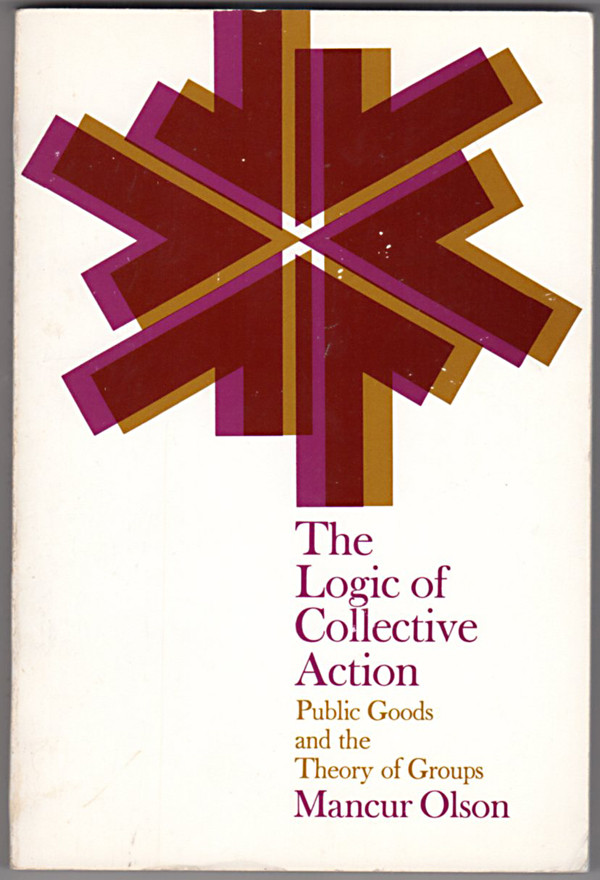 The
Logic of
Collective
Action
Public Goods
and the
Theory of Groups
Mancur Olson